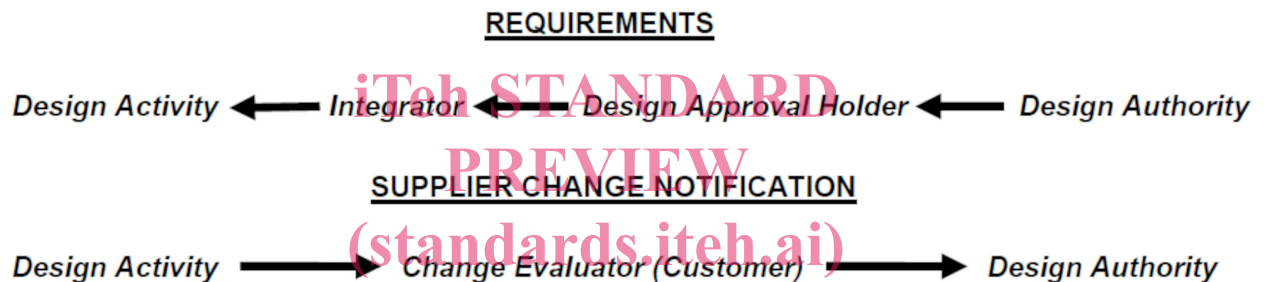 REQUIREMENTS
iTeh STANDARD
Design Activity Integrator Design Approval Holder Design Authority
PREVIEW
SUPPLIER CHANGE NOTIFICATION
(standards.iteh.ai)
Design Activity Change Evaluator (Customer) Design Authority